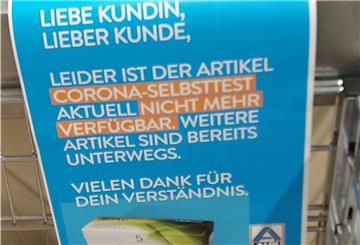 LIEBE KUNDIN,
LIEBER KUNDE,
LEIDER IST DER ARTIKEL
CORONA-SELBSTTEST
AKTUELL NICHT MEHR
VERFÜGBAR. WEITERE
ARTIKEL SIND BEREITS
UNTERWEGS.
VIELEN DANK FÜR
DEIN VERSTÄNDNIS.
5